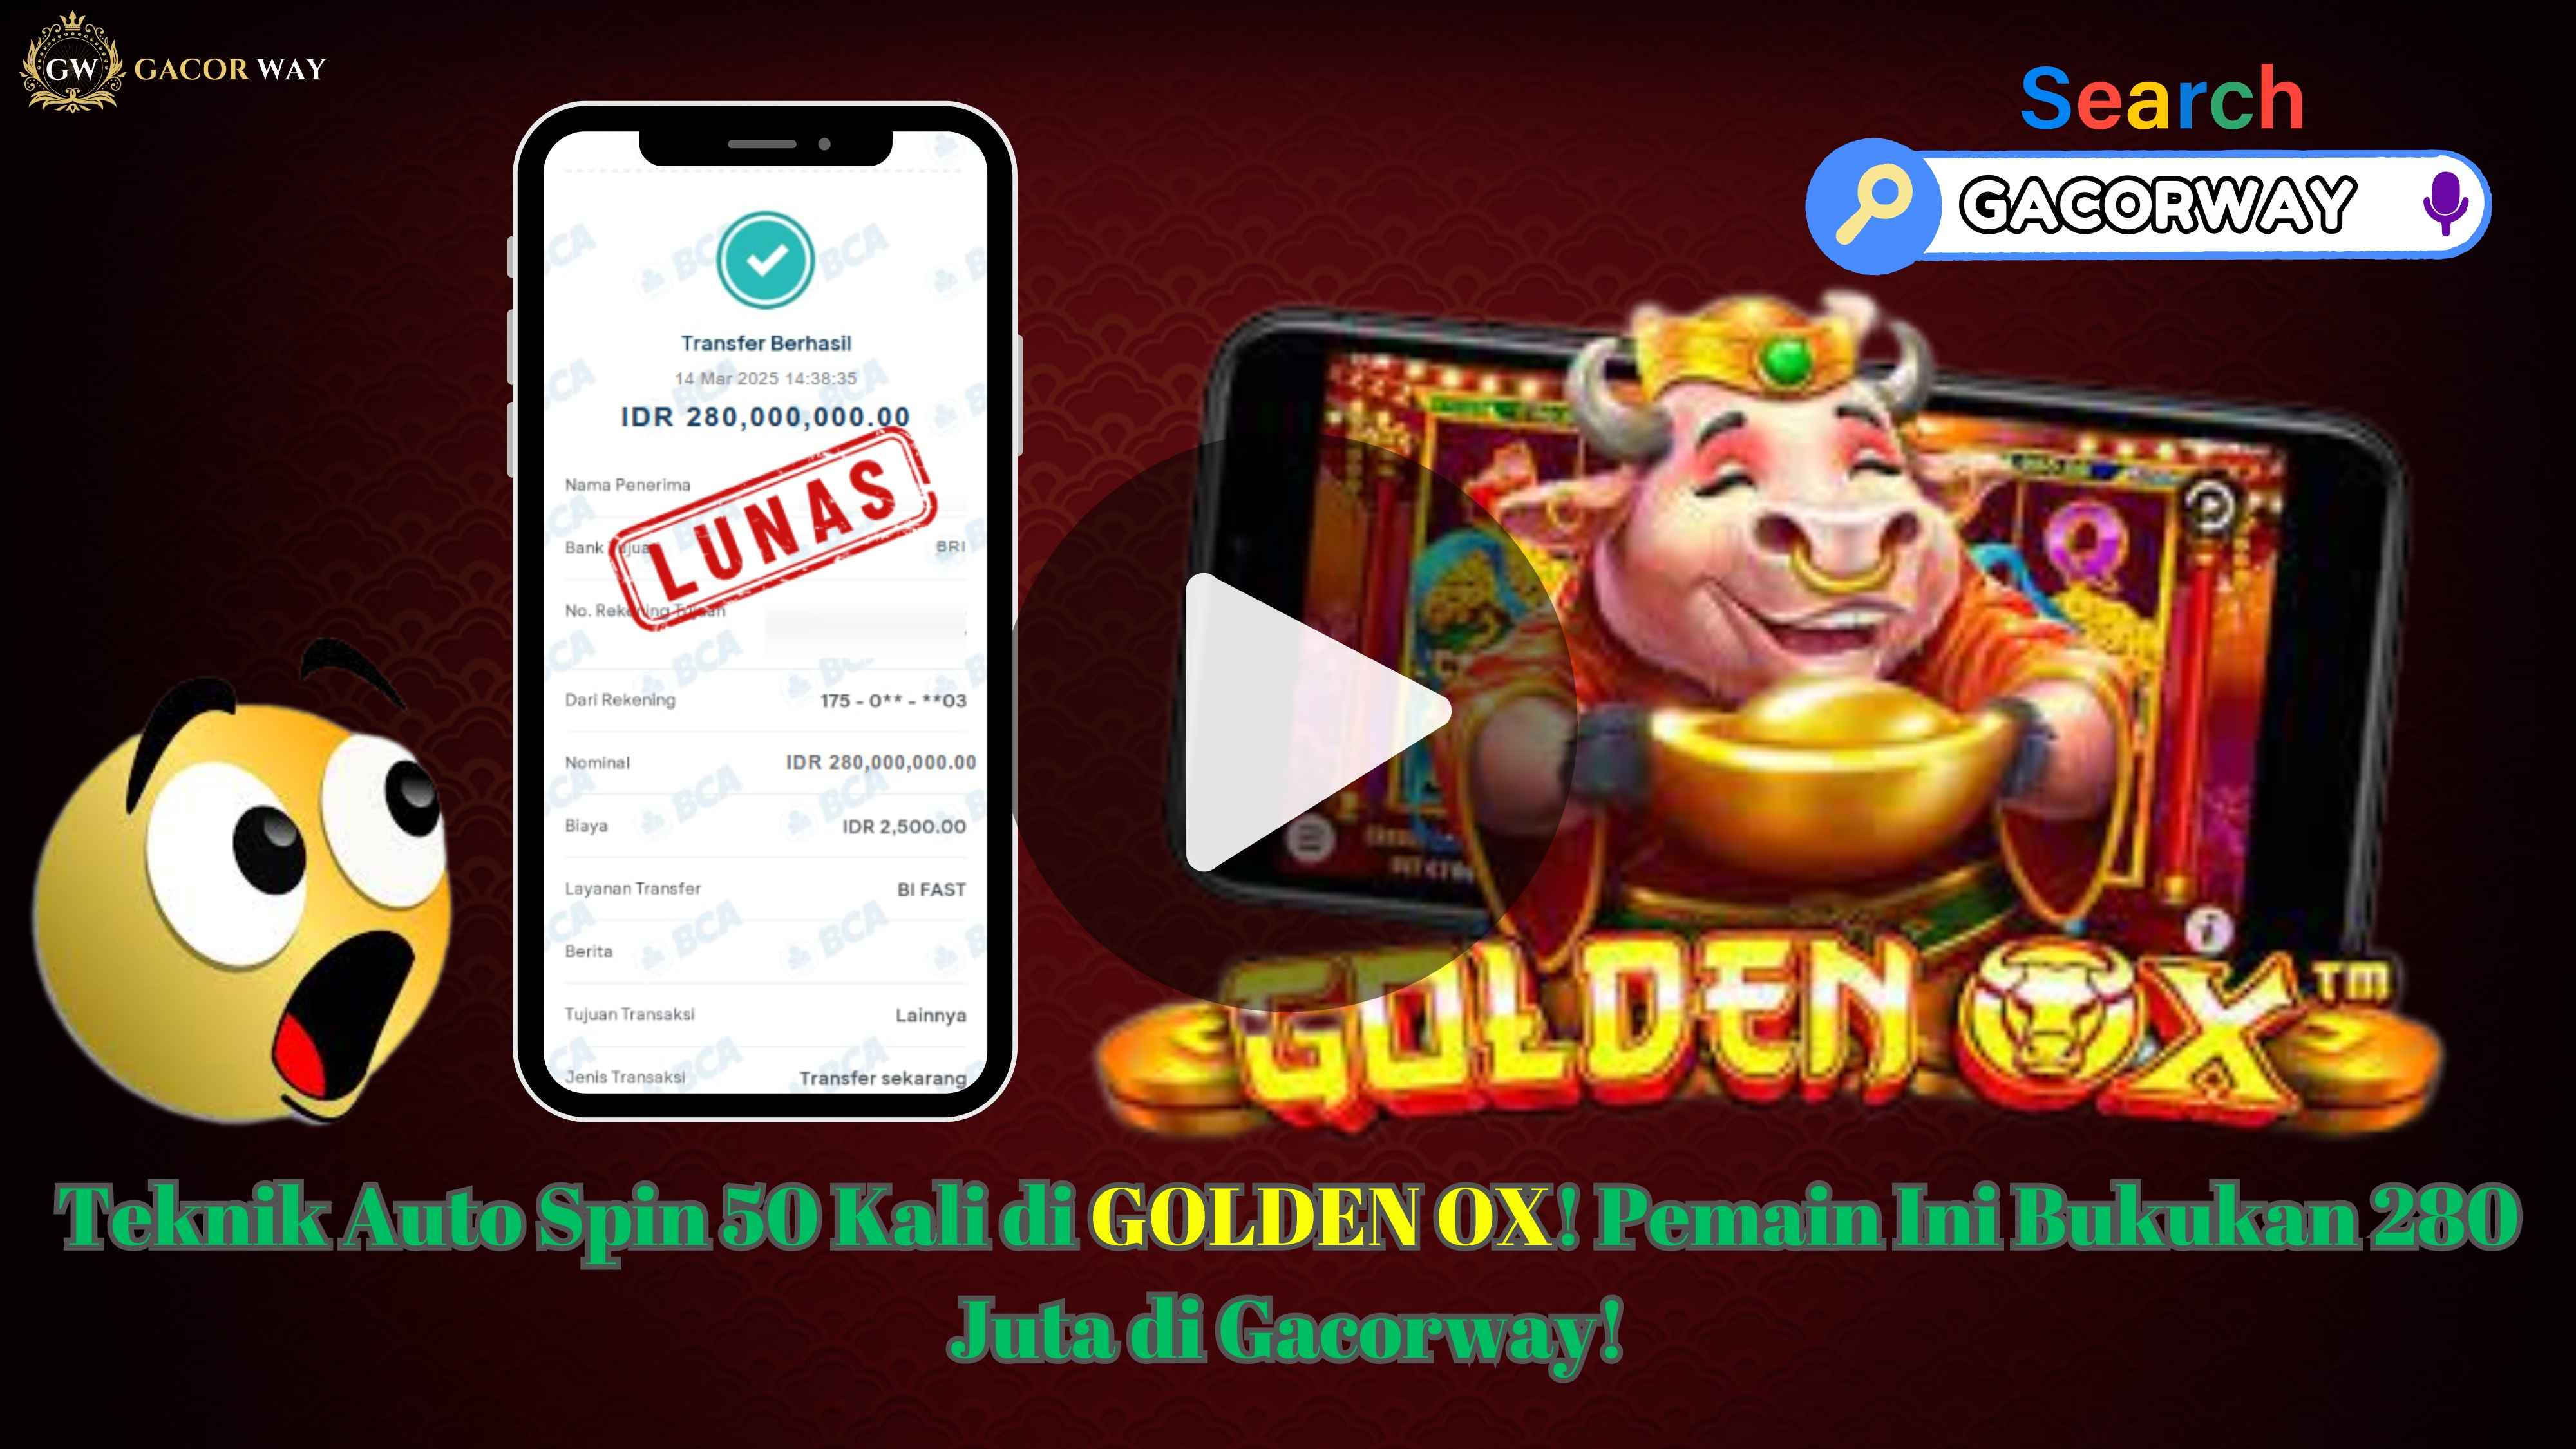 GW GACOR WAY
Search
GACORWAY
Transfer Berhasil
14 Mar 2025 14:38:35
IDR 280,000,000.00
Nama Penerima
LUNAS
Bank BRI
No. Rekening
Dari Rekening 175 - 0** - **03
Nominal IDR 280,000,000.00
Biaya IDR 2,500.00
Layanan Transfer BI FAST
Berita
Tujuan Transaksi Lainnya
Jenis Transaksi Transfer sekarang
BCA
Q
GOLDEN OX™
Teknik Auto Spin 50 Kali di GOLDEN OX! Pemain Ini Bukukan 280
Juta di Gacorway!